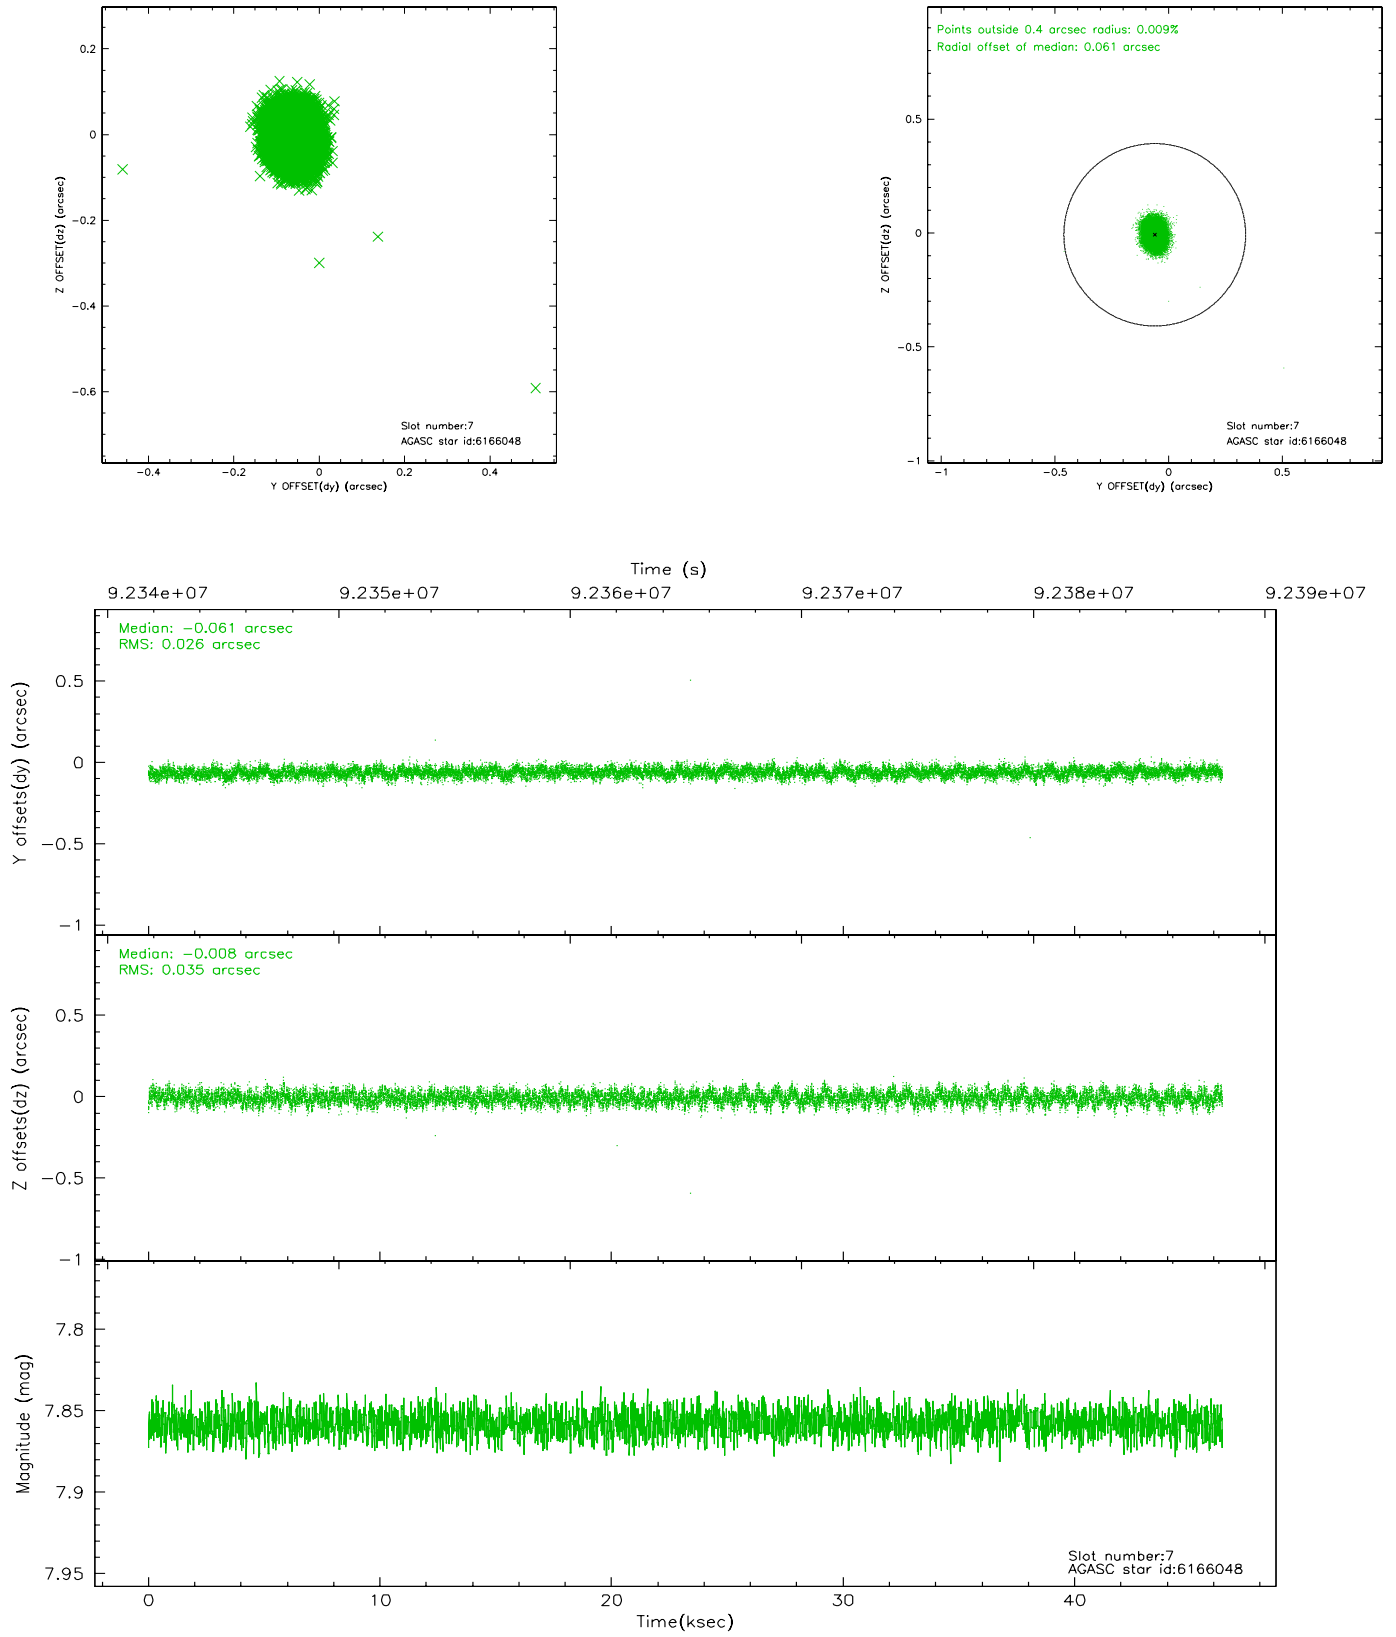 0.2
0
−0.2
−0.4
−0.6
Z OFFSET(dz) (arcsec)
Slot number:7
AGASC star id:6166048
−0.4 −0.2 0 0.2 0.4
Y OFFSET(dy) (arcsec)
Points outside 0.4 arcsec radius: 0.009%
Radial offset of median: 0.061 arcsec
0.5
0
−0.5
−1
Z OFFSET(dz) (arcsec)
Slot number:7
AGASC star id:6166048
−1 −0.5 0 0.5
Y OFFSET(dy) (arcsec)
Time (s)
9.234e+07 9.235e+07 9.236e+07 9.237e+07 9.238e+07 9.239e+07
Median: −0.061 arcsec
RMS: 0.026 arcsec
0.5
0
−0.5
−1
Y offsets(dy) (arcsec)
Median: −0.008 arcsec
RMS: 0.035 arcsec
0.5
0
−0.5
−1
Z offsets(dz) (arcsec)
7.8
7.85
7.9
7.95
Magnitude (mag)
Slot number:7
AGASC star id:6166048
0 10 20 30 40
Time(ksec)